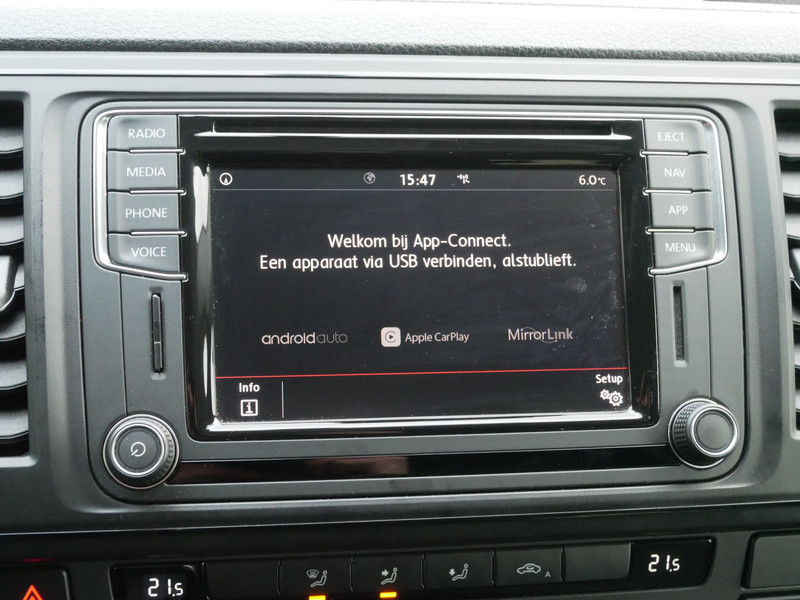 RADIO
MEDIA
PHONE
VOICE
EJECT
NAV
APP
MENU
15:47
6.0°C
Welkom bij App-Connect.
Een apparaat via USB verbinden, alstublieft.
androidauto
Apple CarPlay
MirrorLink
Info
Setup
21.5
A
21.5